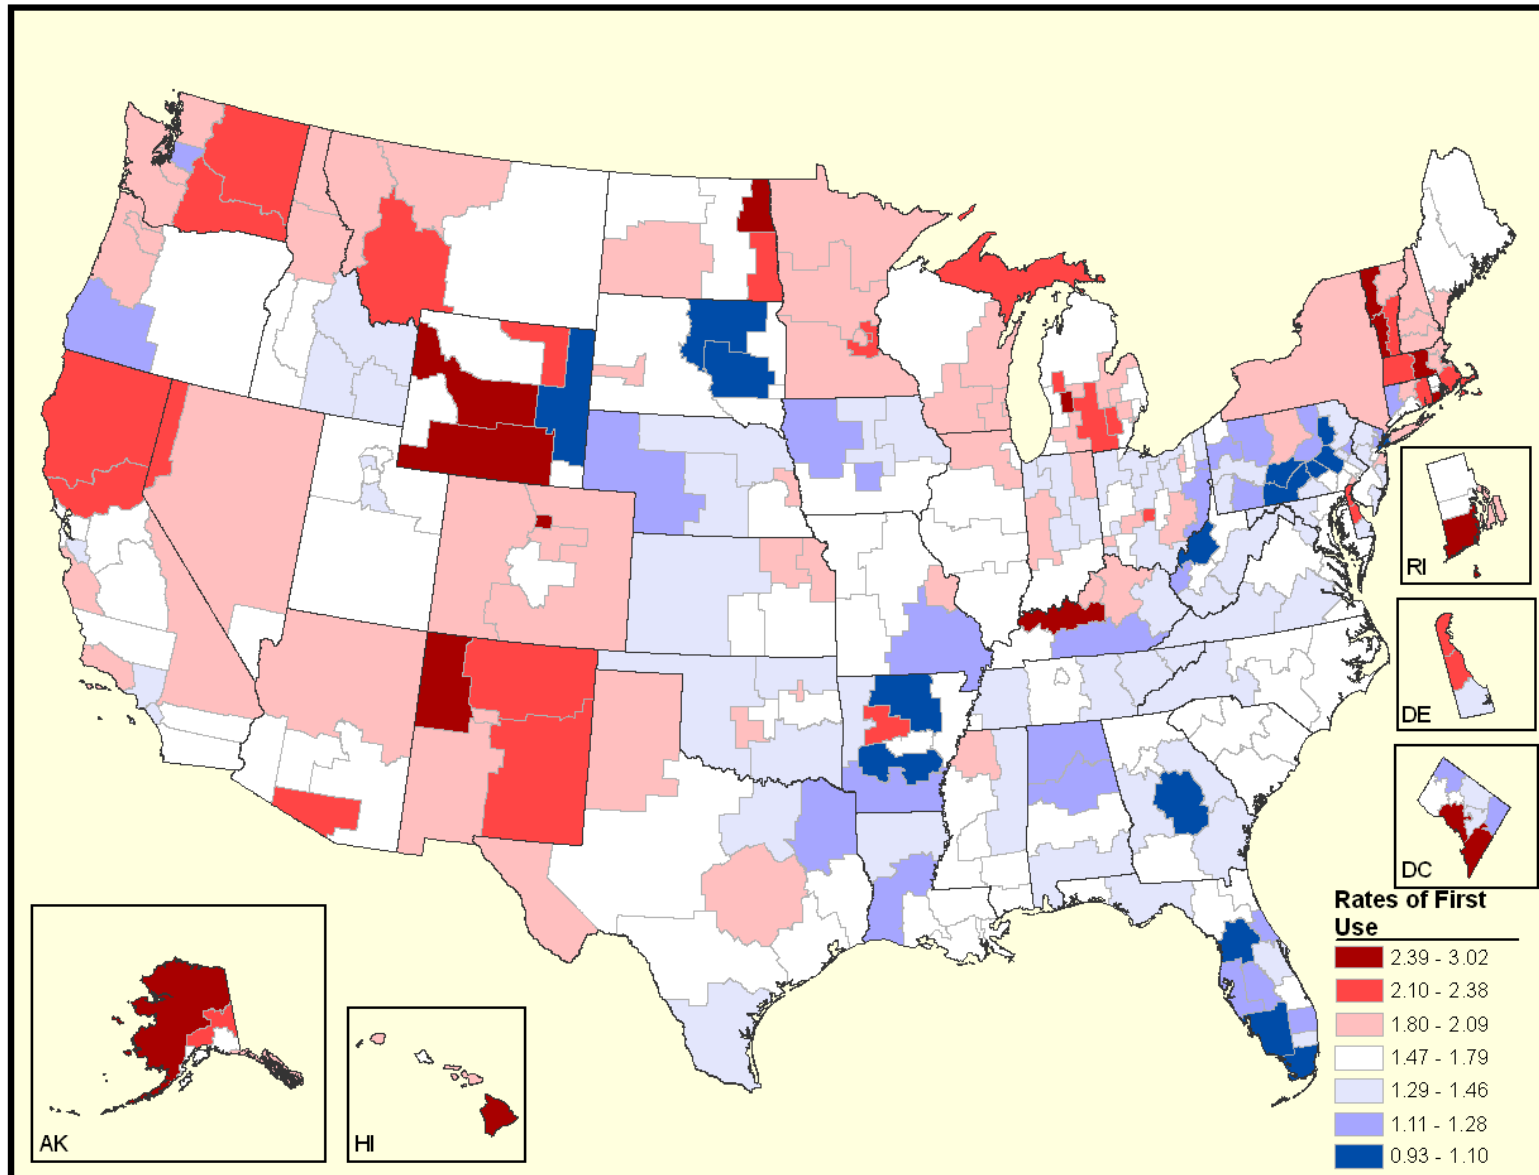 RI
DE
DC
AK
HI
Rates of First
Use
2.39 - 3.02
2.10 - 2.38
1.80 - 2.09
1.47 - 1.79
1.29 - 1.46
1.11 - 1.28
0.93 - 1.10